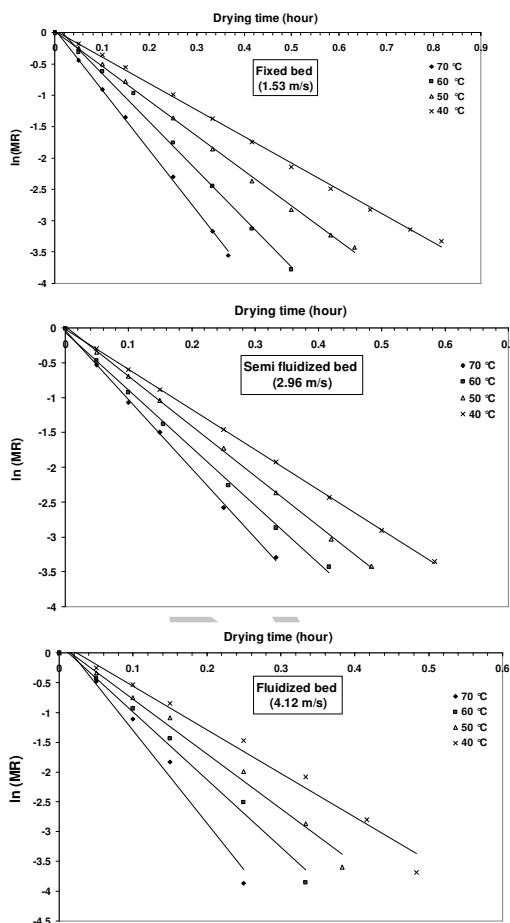 Drying time (hour)
0 0.1 0.2 0.3 0.4 0.5 0.6 0.7 0.8 0.9
0
-0.5
-1
-1.5
-2
-2.5
-3
-3.5
-4
ln(MR)
Fixed bed
(1.53 m/s)
70 °C
60 °C
50 °C
40 °C
Drying time (hour)
0 0.1 0.2 0.3 0.4 0.5 0.6
0
-0.5
-1
-1.5
-2
-2.5
-3
-3.5
-4
ln (MR)
Semi fluidized bed
(2.96 m/s)
70 °C
60 °C
50 °C
40 °C
Drying time (hour)
0 0.1 0.2 0.3 0.4 0.5 0.6
0
-0.5
-1
-1.5
-2
-2.5
-3
-3.5
-4
-4.5
ln (MR)
Fluidized bed
(4.12 m/s)
70 °C
60 °C
50 °C
40 °C